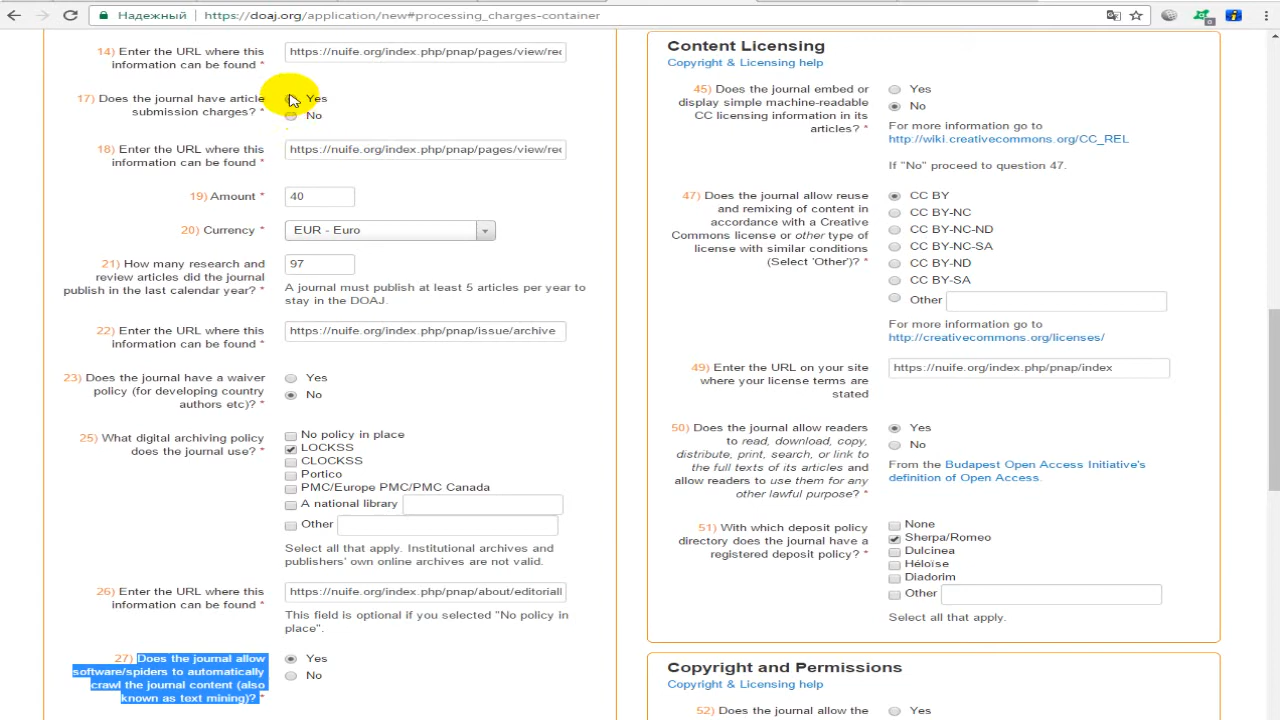 Надежный
https://doaj.org/application/new#processing_charges-container
14) Enter the URL where this
information can be found *
https://nuife.org/index.php/pnap/pages/view/rec
17) Does the journal have article
submission charges? *
Yes
No
18) Enter the URL where this
information can be found *
https://nuife.org/index.php/pnap/pages/view/rec
19) Amount *
40
20) Currency *
EUR - Euro
21) How many research and
review articles did the journal
publish in the last calendar year? *
97
A journal must publish at least 5 articles per year to
stay in the DOAJ.
22) Enter the URL where this
information can be found *
https://nuife.org/index.php/pnap/issue/archive
23) Does the journal have a waiver
policy (for developing country
authors etc)? *
Yes
No
25) What digital archiving policy
does the journal use? *
No policy in place
LOCKSS
CLOCKSS
Portico
PMC/Europe PMC/PMC Canada
A national library
Other
Select all that apply. Institutional archives and
publishers' own online archives are not valid.
26) Enter the URL where this
information can be found *
https://nuife.org/index.php/pnap/about/editoriall
This field is optional if you selected "No policy in
place".
27) Does the journal allow
software/spiders to automatically
crawl the journal content (also
known as text mining)? *
Yes
No
Content Licensing
Copyright & Licensing help
45) Does the journal embed or
display simple machine-readable
CC licensing information in its
articles? *
Yes
No
For more information go to
http://wiki.creativecommons.org/CC_REL
If "No" proceed to question 47.
47) Does the journal allow reuse
and remixing of content in
accordance with a Creative
Commons license or other type of
license with similar conditions
(Select 'Other')? *
CC BY
CC BY-NC
CC BY-NC-ND
CC BY-NC-SA
CC BY-ND
CC BY-SA
Other
For more information go to
http://creativecommons.org/licenses/
49) Enter the URL on your site
where your license terms are
stated
https://nuife.org/index.php/pnap/index
50) Does the journal allow readers
to read, download, copy,
distribute, print, search, or link to
the full texts of its articles and
allow readers to use them for any
other lawful purpose? *
Yes
No
From the Budapest Open Access Initiative's
definition of Open Access.
51) With which deposit policy
directory does the journal have a
registered deposit policy? *
None
Sherpa/Romeo
Dulcinea
Héloïse
Diadorim
Other
Select all that apply.
Copyright and Permissions
Copyright & Licensing help
52) Does the journal allow the
Yes